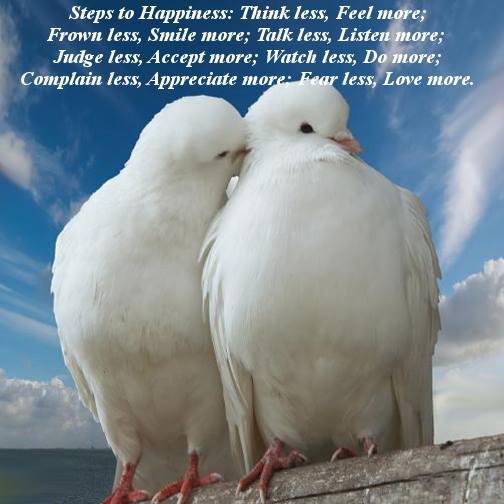 Steps to Happiness: Think less, Feel more;
Frown less, Smile more; Talk less, Listen more;
Judge less, Accept more; Watch less, Do more;
Complain less, Appreciate more; Fear less, Love more.